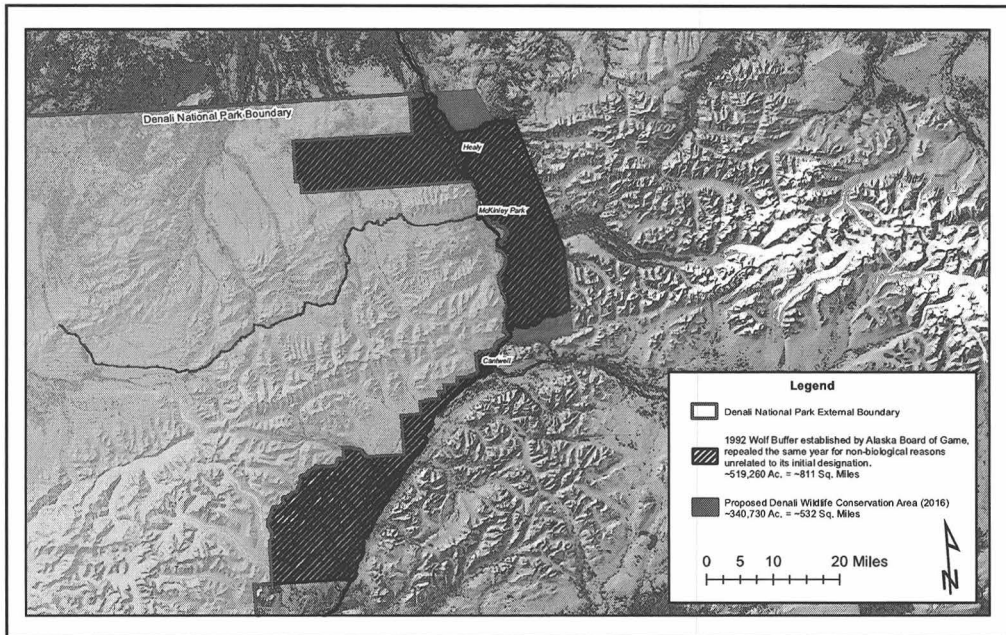 Denali National Park Boundary
Healy
McKinley Park
Cantwell
Legend
Denali National Park External Boundary
1992 Wolf Buffer established by Alaska Board of Game,
repealed the same year for non-biological reasons
unrelated to its initial designation.
~519,260 Ac. = ~811 Sq. Miles
Proposed Denali Wildlife Conservation Area (2016)
~340,730 Ac. = ~532 Sq. Miles
0 5 10 20 Miles
N